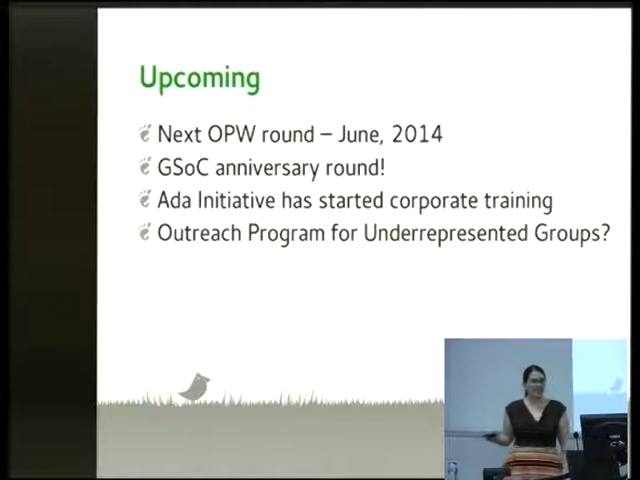 Upcoming
Next OPW round – June, 2014
GSoC anniversary round!
Ada Initiative has started corporate training
Outreach Program for Underrepresented Groups?